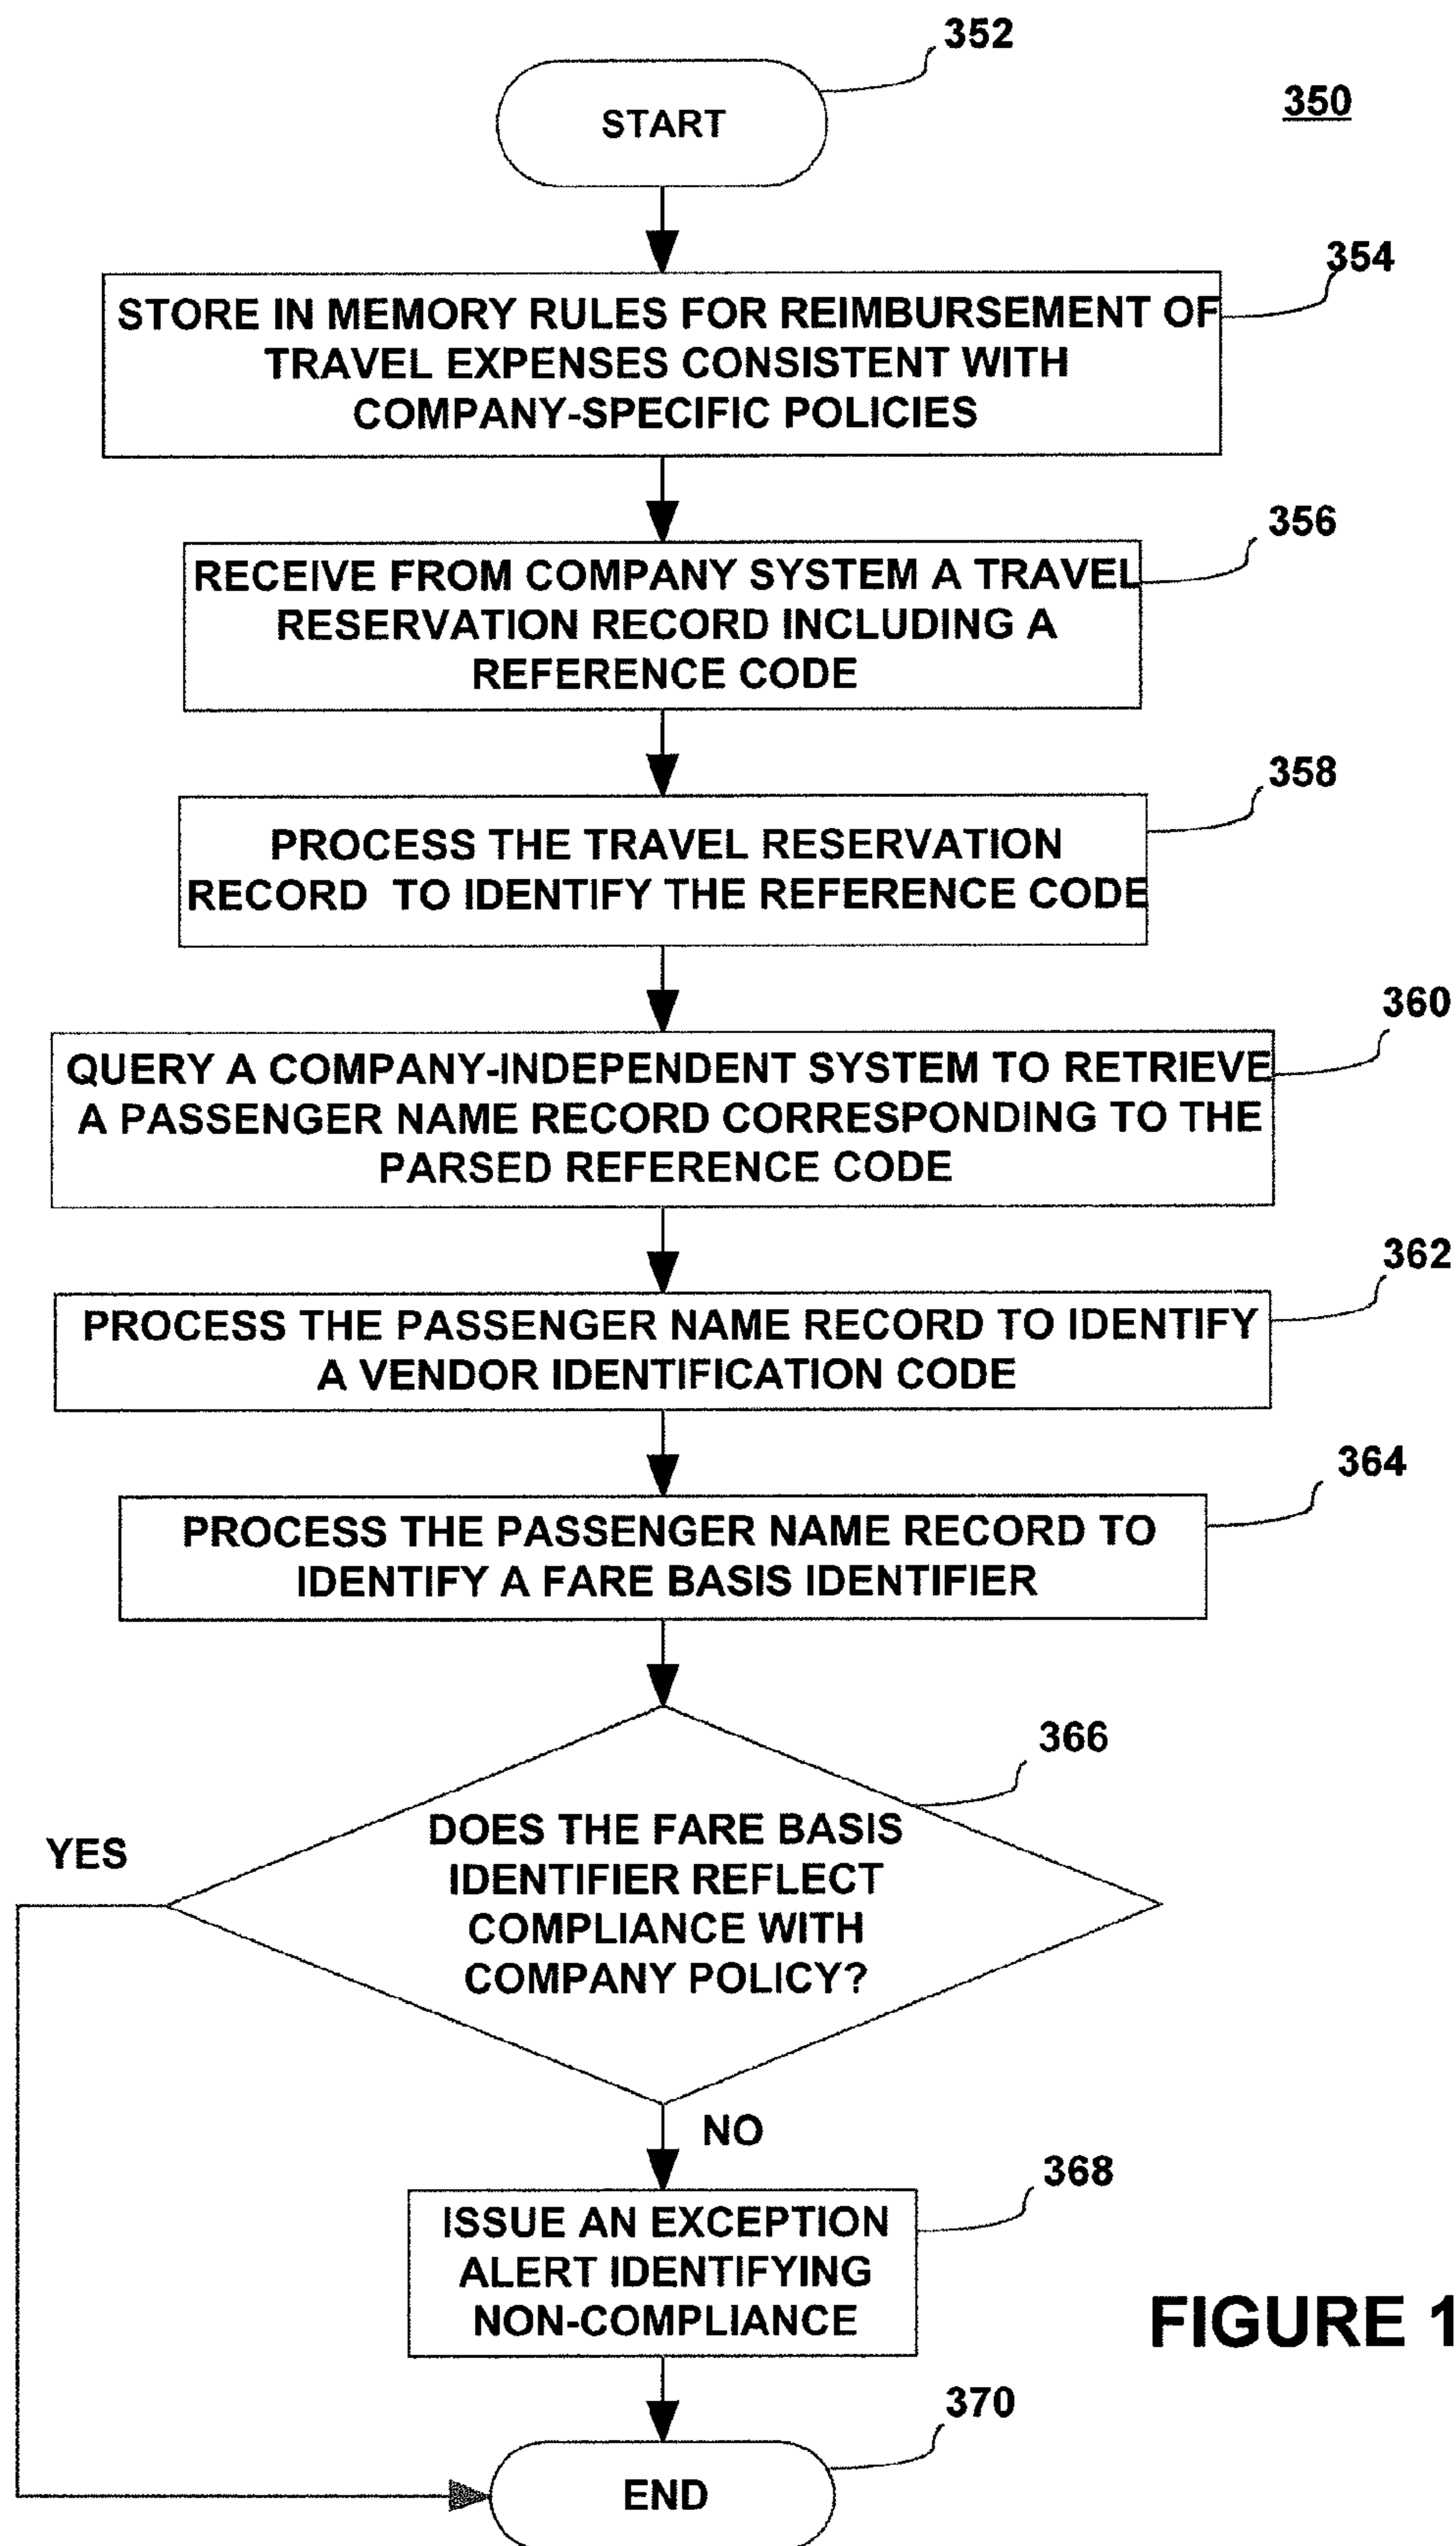 352
START
350
354
STORE IN MEMORY RULES FOR REIMBURSEMENT OF
TRAVEL EXPENSES CONSISTENT WITH
COMPANY-SPECIFIC POLICIES
356
RECEIVE FROM COMPANY SYSTEM A TRAVEL
RESERVATION RECORD INCLUDING A
REFERENCE CODE
358
PROCESS THE TRAVEL RESERVATION
RECORD TO IDENTIFY THE REFERENCE CODE
360
QUERY A COMPANY-INDEPENDENT SYSTEM TO RETRIEVE
A PASSENGER NAME RECORD CORRESPONDING TO THE
PARSED REFERENCE CODE
362
PROCESS THE PASSENGER NAME RECORD TO IDENTIFY
A VENDOR IDENTIFICATION CODE
364
PROCESS THE PASSENGER NAME RECORD TO
IDENTIFY A FARE BASIS IDENTIFIER
366
YES
DOES THE FARE BASIS
IDENTIFIER REFLECT
COMPLIANCE WITH
COMPANY POLICY?
NO
368
ISSUE AN EXCEPTION
ALERT IDENTIFYING
NON-COMPLIANCE
FIGURE 1
370
END